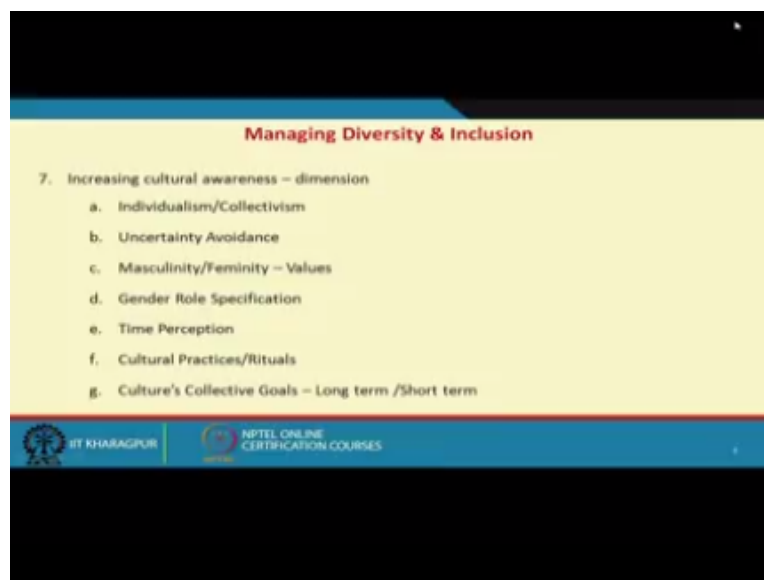 Managing Diversity & Inclusion
7. Increasing cultural awareness – dimension
a. Individualism/Collectivism
b. Uncertainty Avoidance
c. Masculinity/Feminity – Values
d. Gender Role Specification
e. Time Perception
f. Cultural Practices/Rituals
g. Culture's Collective Goals – Long term /Short term
IIT KHARAGPUR
NPTEL ONLINE
CERTIFICATION COURSES